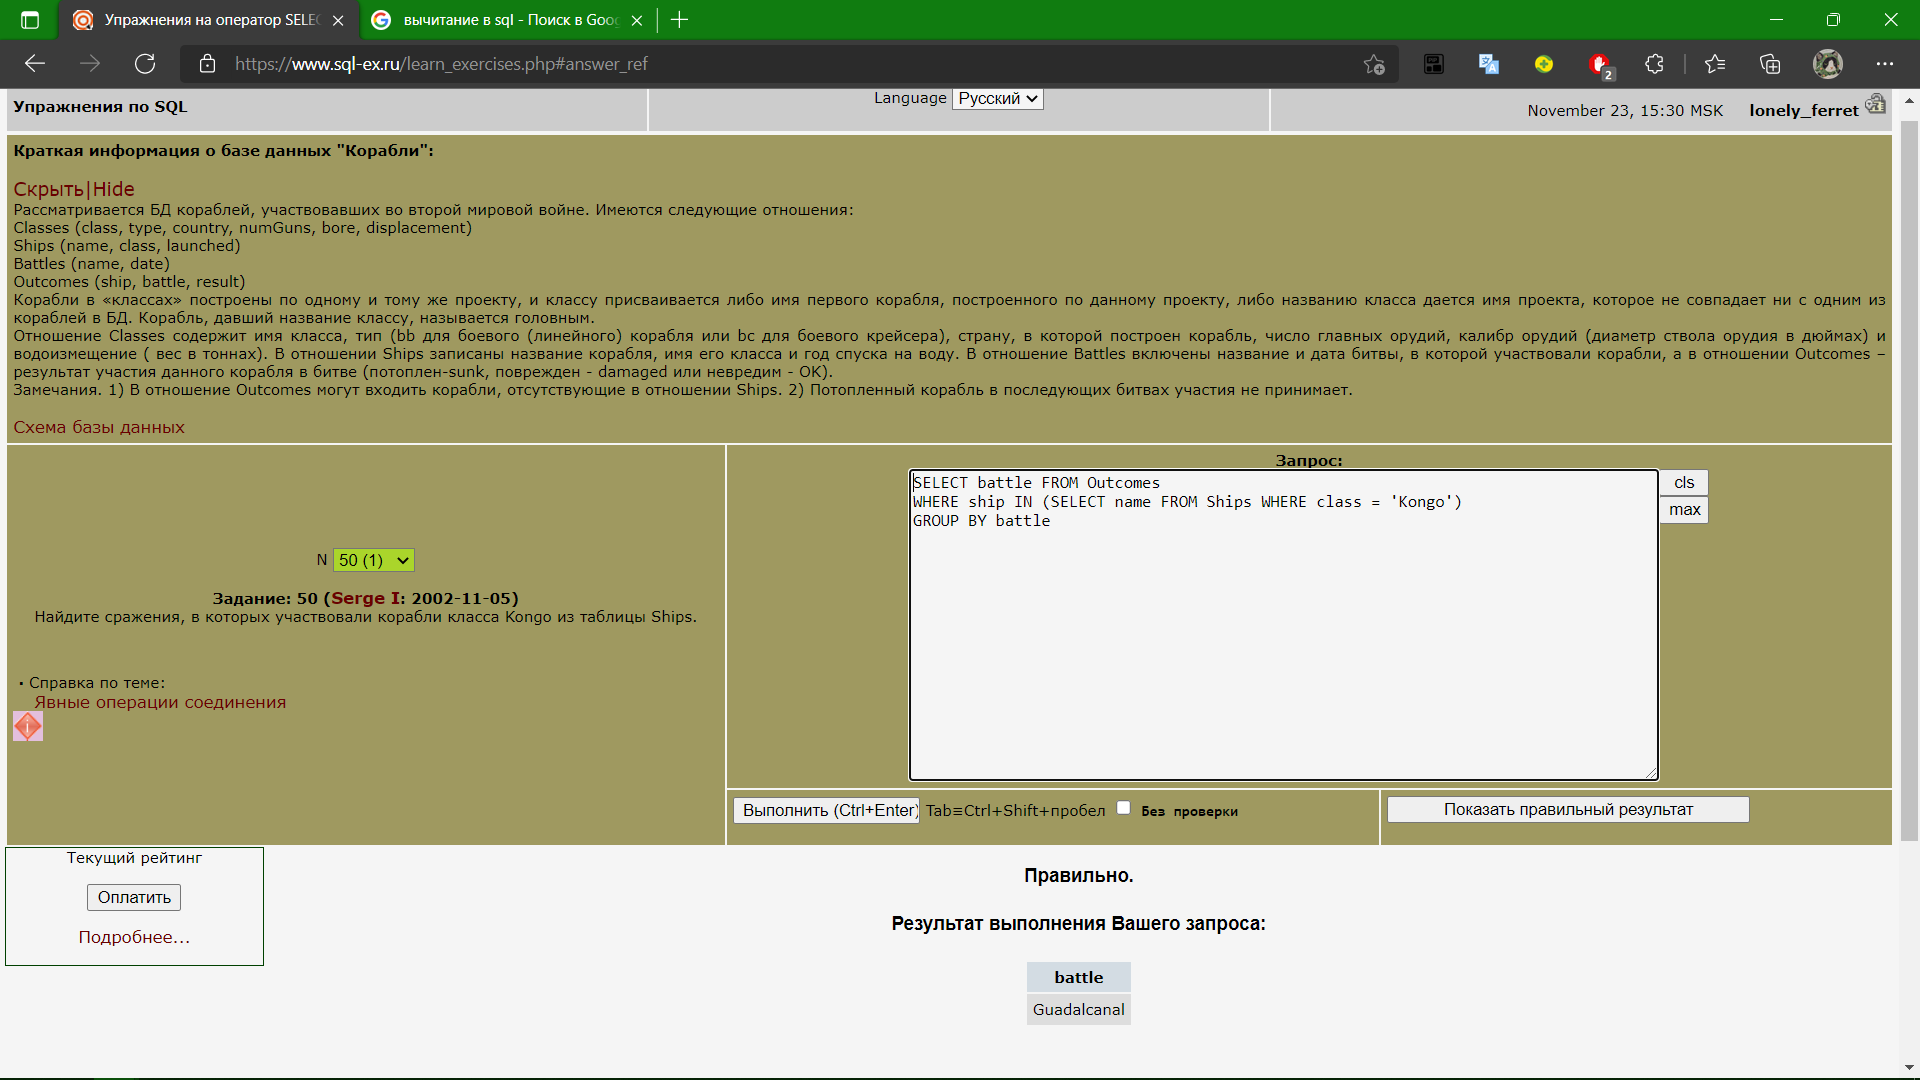 Упражнения на оператор SELEC
вычитание в sql - Поиск в Goo
https://www.sql-ex.ru/learn_exercises.php#answer_ref
2
Упражнения по SQL
Language Русский
November 23, 15:30 MSK lonely_ferret
Краткая информация о базе данных "Корабли":
Скрыть|Hide
Рассматривается БД кораблей, участвовавших во второй мировой войне. Имеются следующие отношения:
Classes (class, type, country, numGuns, bore, displacement)
Ships (name, class, launched)
Battles (name, date)
Outcomes (ship, battle, result)
Корабли в «классах» построены по одному и тому же проекту, и классу присваивается либо имя первого корабля, построенного по данному проекту, либо названию класса дается имя проекта, которое не совпадает ни с одним из
кораблей в БД. Корабль, давший название классу, называется головным.
Отношение Classes содержит имя класса, тип (bb для боевого (линейного) корабля или bc для боевого крейсера), страну, в которой построен корабль, число главных орудий, калибр орудий (диаметр ствола орудия в дюймах) и
водоизмещение ( вес в тоннах). В отношении Ships записаны название корабля, имя его класса и год спуска на воду. В отношение Battles включены название и дата битвы, в которой участвовали корабли, а в отношении Outcomes –
результат участия данного корабля в битве (потоплен-sunk, поврежден - damaged или невредим - OK).
Замечания. 1) В отношение Outcomes могут входить корабли, отсутствующие в отношении Ships. 2) Потопленный корабль в последующих битвах участия не принимает.
Схема базы данных
N 50 (1)
Задание: 50 (Serge I: 2002-11-05)
Найдите сражения, в которых участвовали корабли класса Kongo из таблицы Ships.
· Справка по теме:
Явные операции соединения
Запрос:
SELECT battle FROM Outcomes
WHERE ship IN (SELECT name FROM Ships WHERE class = 'Kongo')
GROUP BY battle
cls
max
Выполнить (Ctrl+Enter) Tab≡Ctrl+Shift+пробел Без проверки
Показать правильный результат
Текущий рейтинг
Оплатить
Подробнее...
Правильно.
Результат выполнения Вашего запроса:
battle
Guadalcanal